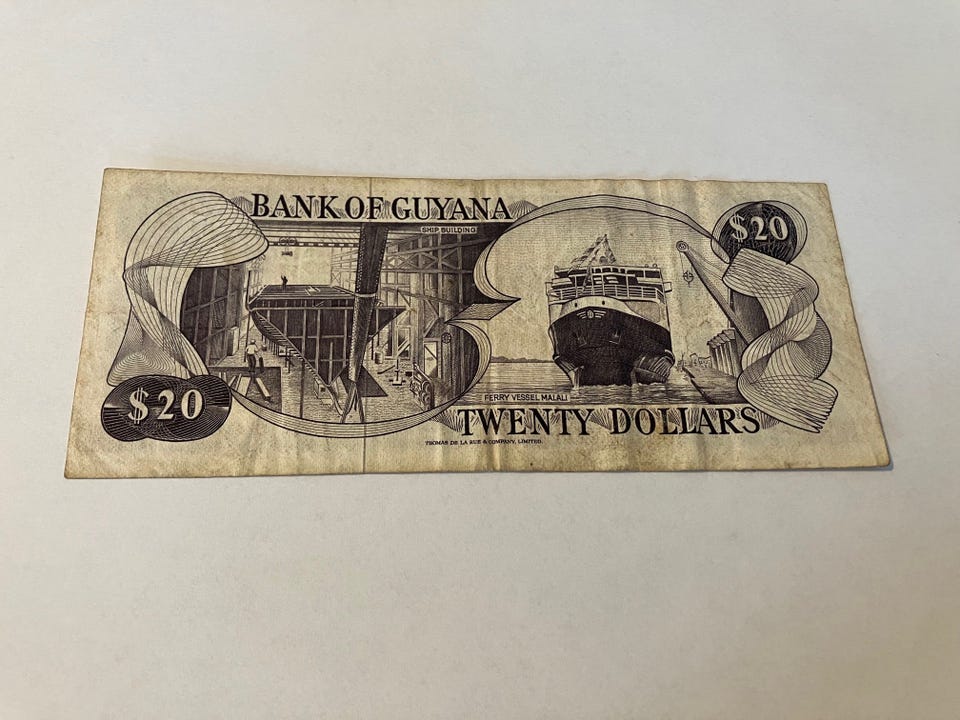 BANK OF GUYANA
SHIP BUILDING
$20
$20
FERRY VESSEL MALALI
TWENTY DOLLARS
THOMAS DE LA RUE & COMPANY, LIMITED.